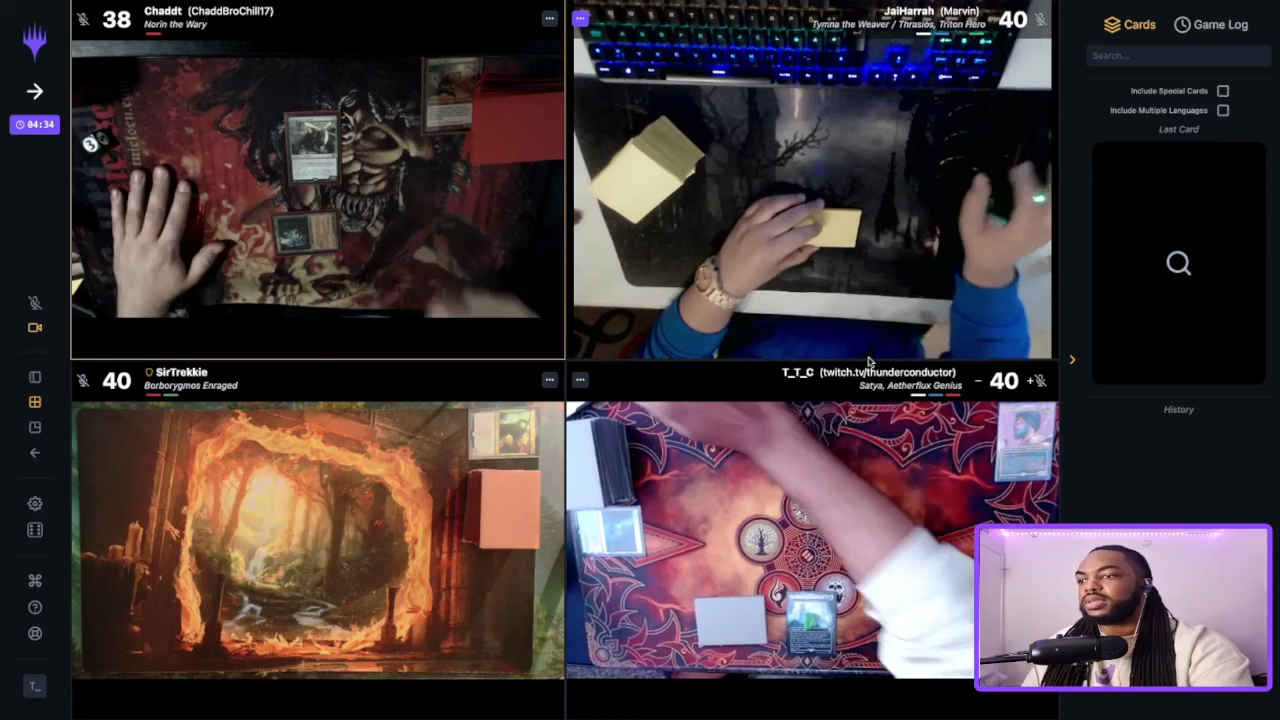 38
Chaddt (ChaddBroChill17)
Norin the Wary
JaiHarrah (Marvin)
Tymna the Weaver / Thrasios, Triton Hero
40
Cards
Game Log
Search...
04:34
Include Special Cards
Include Multiple Languages
Last Card
40
SirTrekkie
Borborygmos Enraged
T_T_C (twitch.tv/thunderconductor)
Satya, Aetherflux Genius
- 40 +
History
T_